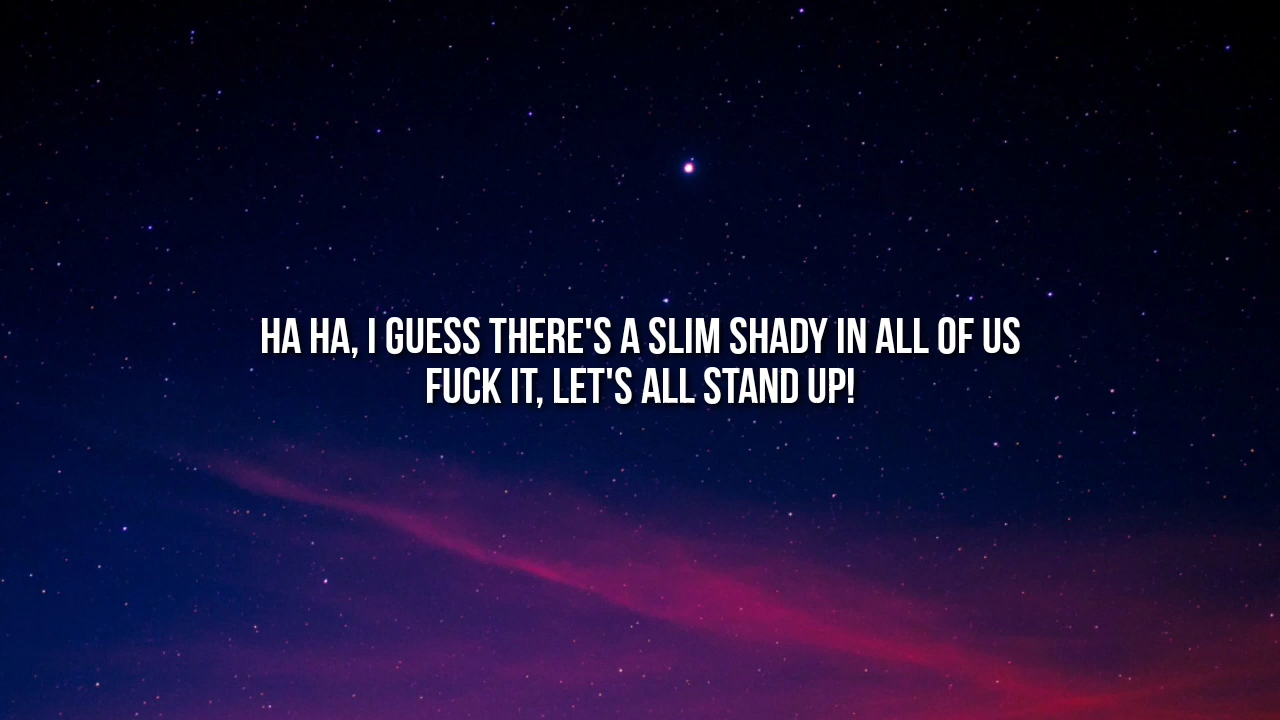 HA HA, I GUESS THERE'S A SLIM SHADY IN ALL OF US
FUCK IT, LET'S ALL STAND UP!